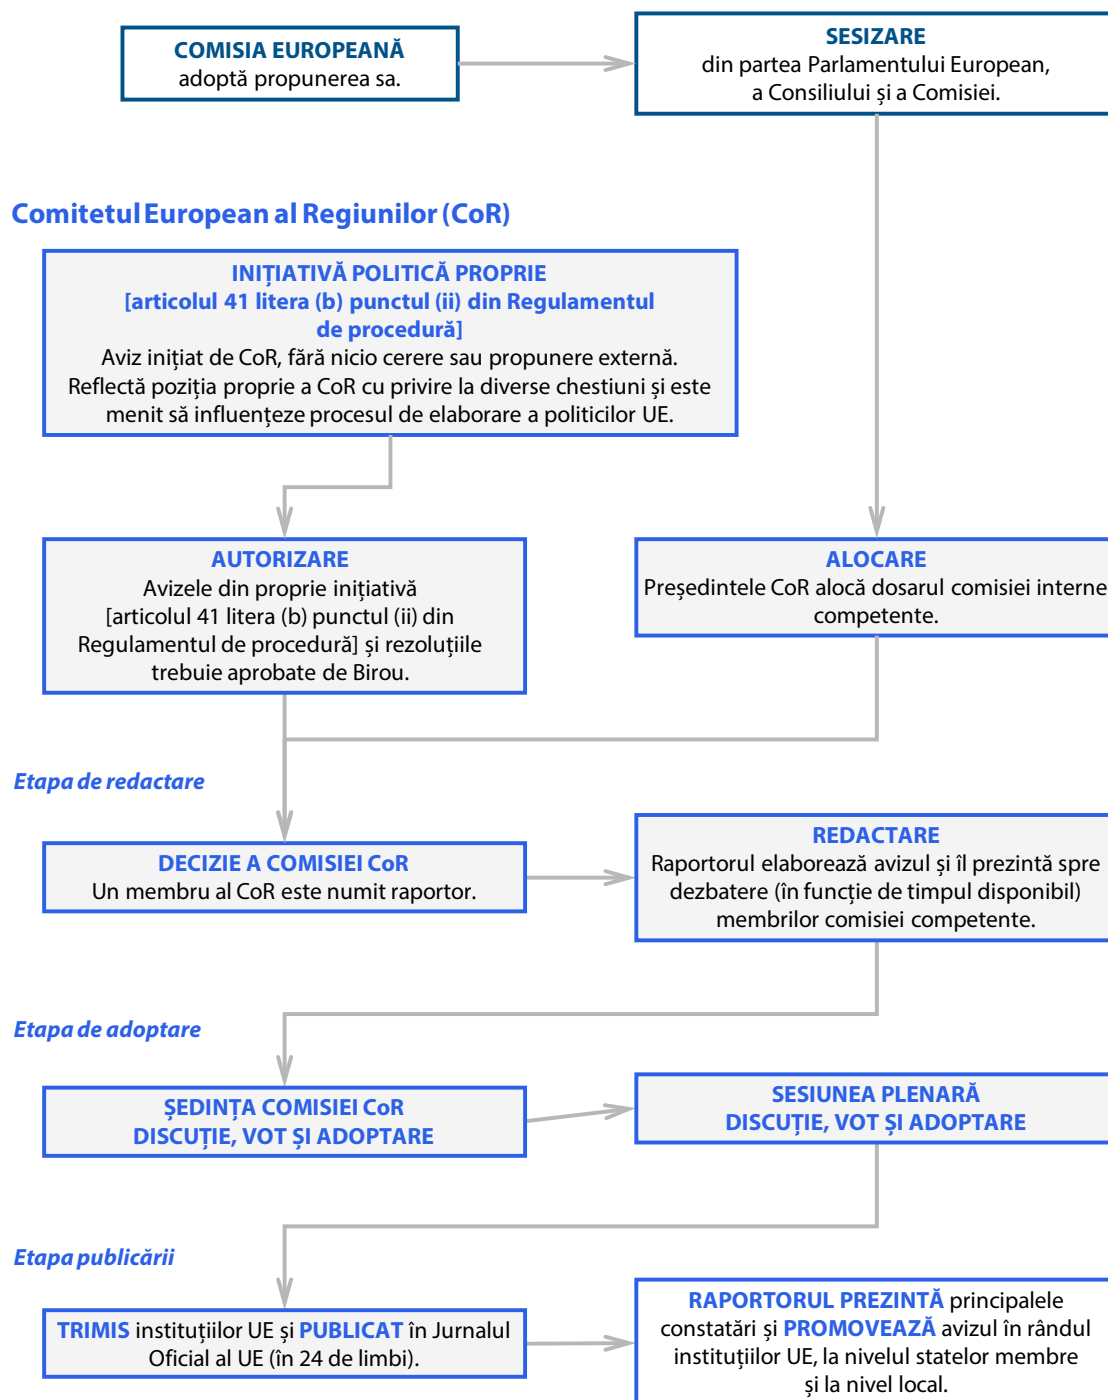 COMISIA EUROPEANĂ
adoptă propunerea sa.
SESIZARE
din partea Parlamentului European,
a Consiliului și a Comisiei.
Comitetul European al Regiunilor (CoR)
INIȚIATIVĂ POLITICĂ PROPRIE
[articolul 41 litera (b) punctul (ii) din Regulamentul
de procedură]
Aviz inițiat de CoR, fără nicio cerere sau propunere externă.
Reflectă poziția proprie a CoR cu privire la diverse chestiuni și este
menit să influențeze procesul de elaborare a politicilor UE.
AUTORIZARE
Avizele din proprie inițiativă
[articolul 41 litera (b) punctul (ii) din
Regulamentul de procedură] și rezoluțiile
trebuie aprobate de Birou.
ALOCARE
Președintele CoR alocă dosarul comisiei interne
competente.
Etapa de redactare
DECIZIE A COMISIEI CoR
Un membru al CoR este numit raportor.
REDACTARE
Raportorul elaborează avizul și îl prezintă spre
dezbatere (în funcție de timpul disponibil)
membrilor comisiei competente.
Etapa de adoptare
ȘEDINȚA COMISIEI CoR
DISCUȚIE, VOT ȘI ADOPTARE
SESIUNEA PLENARĂ
DISCUȚIE, VOT ȘI ADOPTARE
Etapa publicării
TRIMIS instituțiilor UE și PUBLICAT în Jurnalul
Oficial al UE (în 24 de limbi).
RAPORTORUL PREZINTĂ principalele
constatări și PROMOVEAZĂ avizul în rândul
instituțiilor UE, la nivelul statelor membre
și la nivel local.